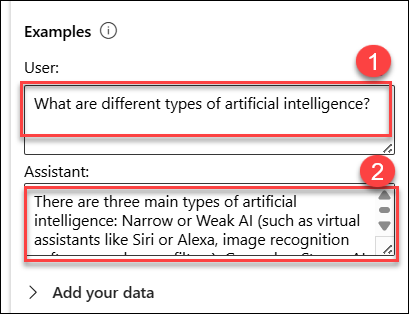 Examples
User:
1
What are different types of artificial intelligence?
Assistant:
2
There are three main types of artificial
intelligence: Narrow or Weak AI (such as virtual
assistants like Siri or Alexa, image recognition
Add your data